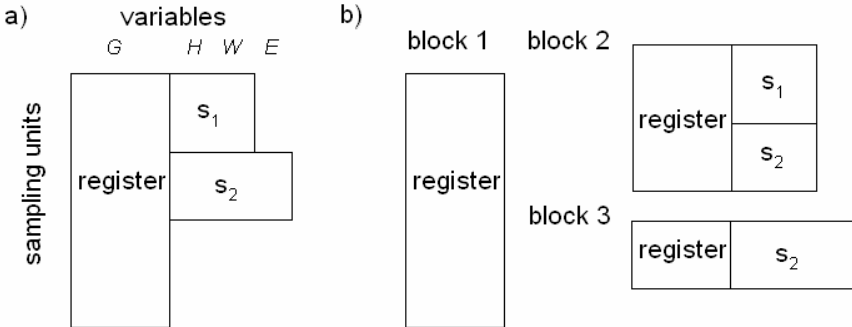 a)
variables
G H W E
sampling units
register
s1
s2
b)
block 1
register
block 2
register
s1
s2
block 3
register
s2